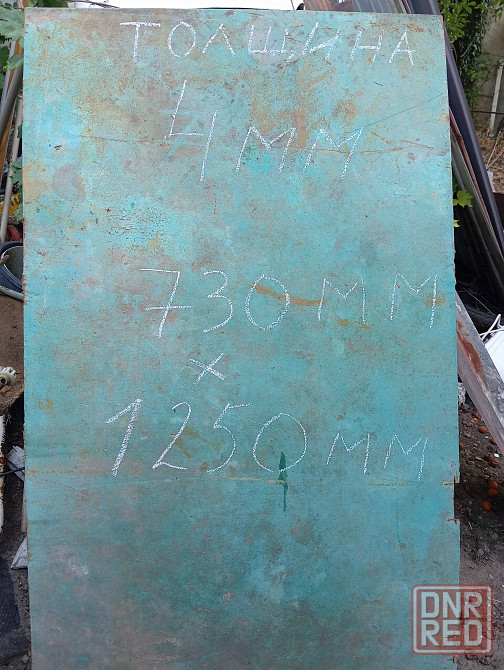 ТОЛЩИНА
4 мм
730 мм
×
1250 мм
DNR
RED